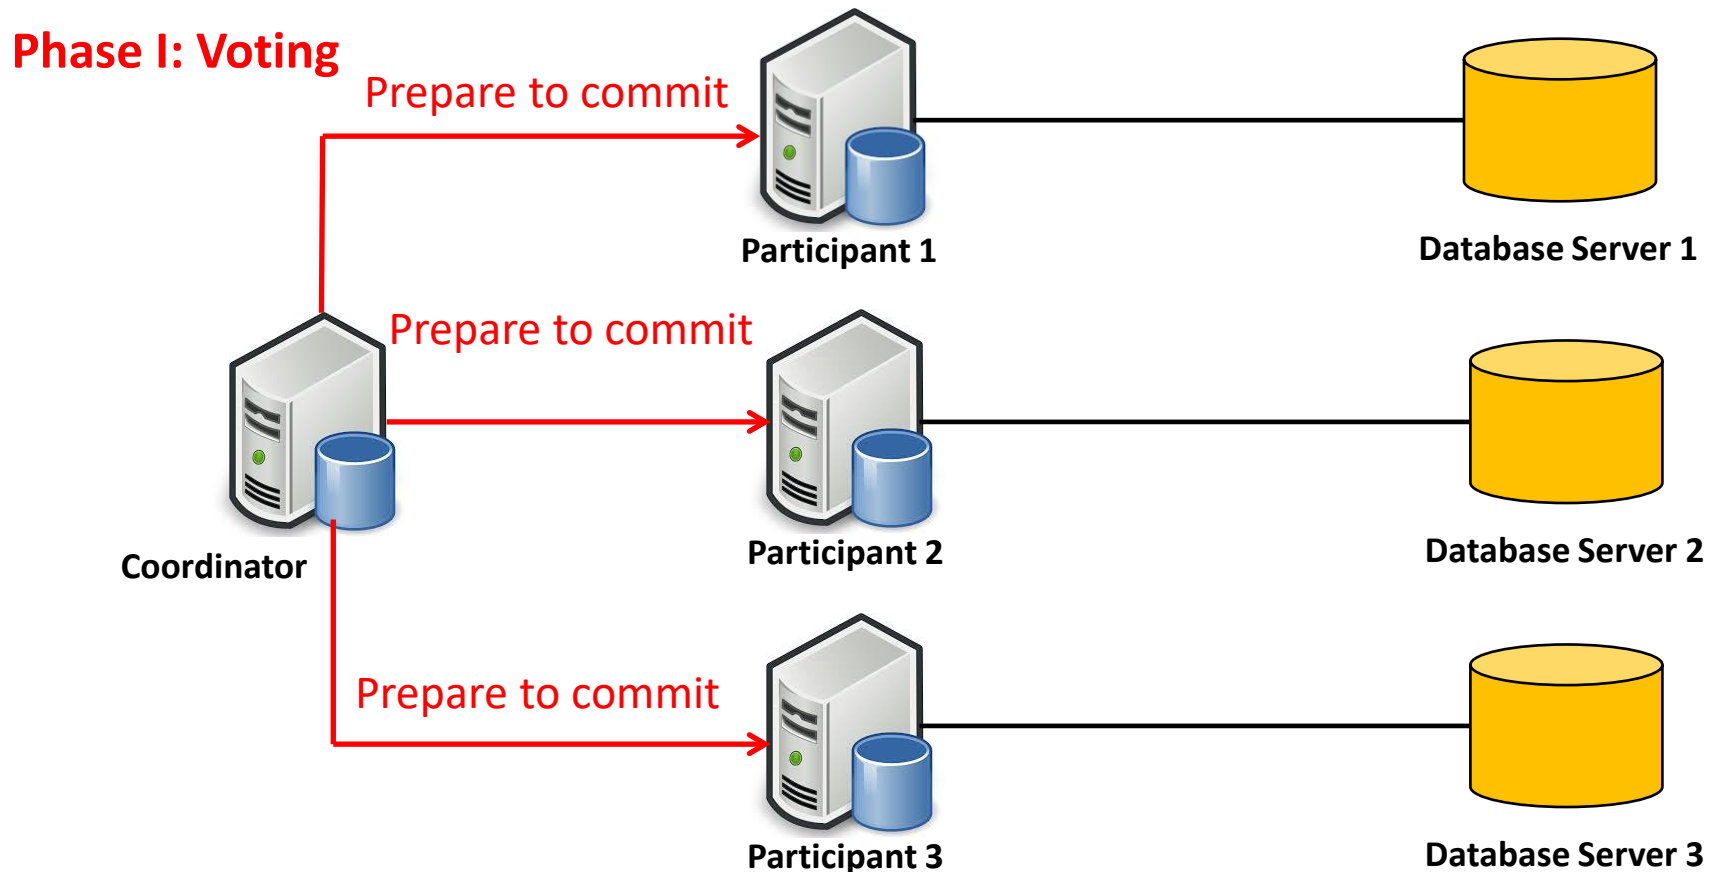 Phase I: Voting
Prepare to commit
Participant 1
Database Server 1
Prepare to commit
Coordinator
Participant 2
Database Server 2
Prepare to commit
Participant 3
Database Server 3